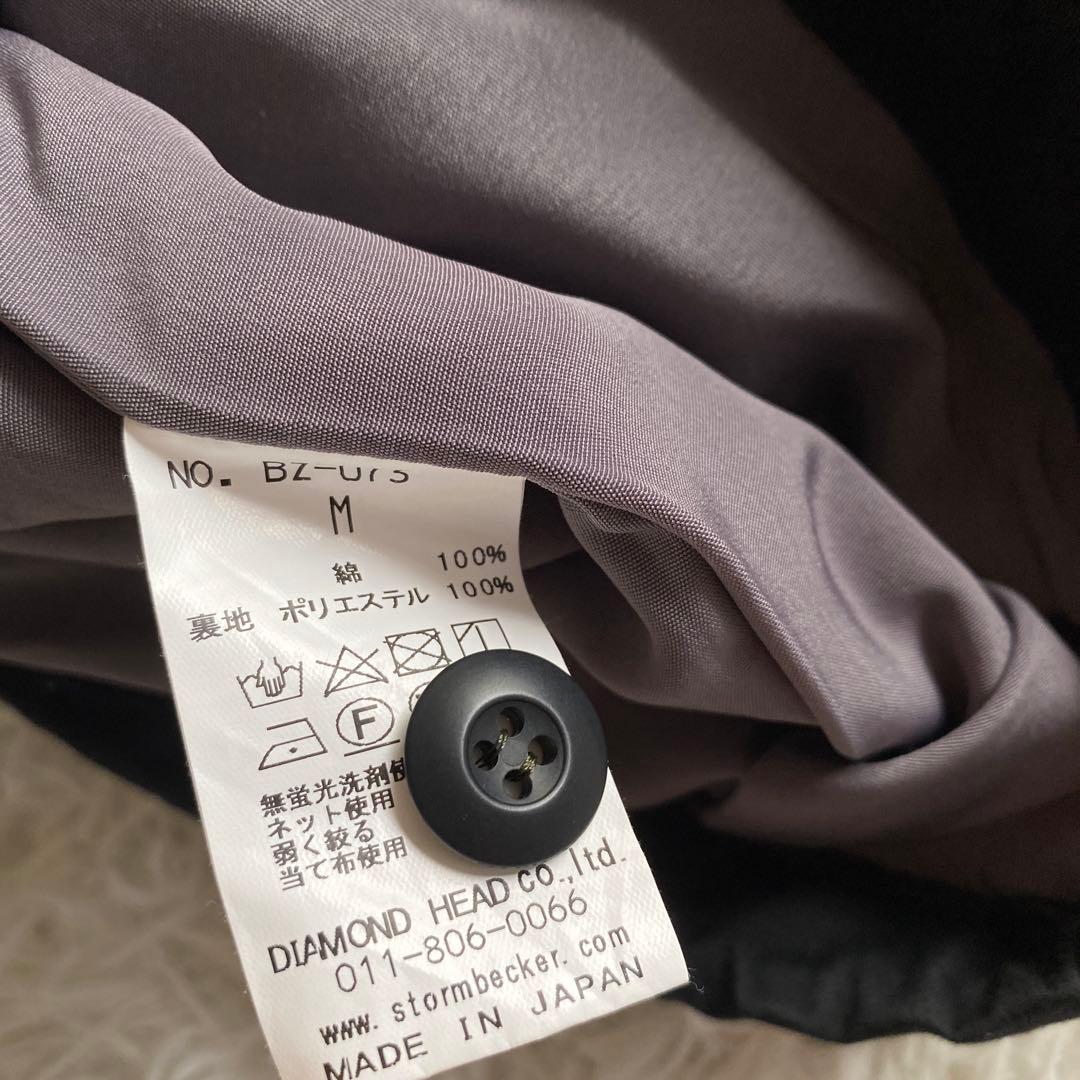 NO. BZ-073
M
綿 100%
裏地 ポリエステル 100%
F
無蛍光洗剤使
ネット使用
弱く絞る
当て布使用
DIAMOND HEAD co.,ltd.
011-806-0066
www.stormbecker.com
MADE IN JAPAN